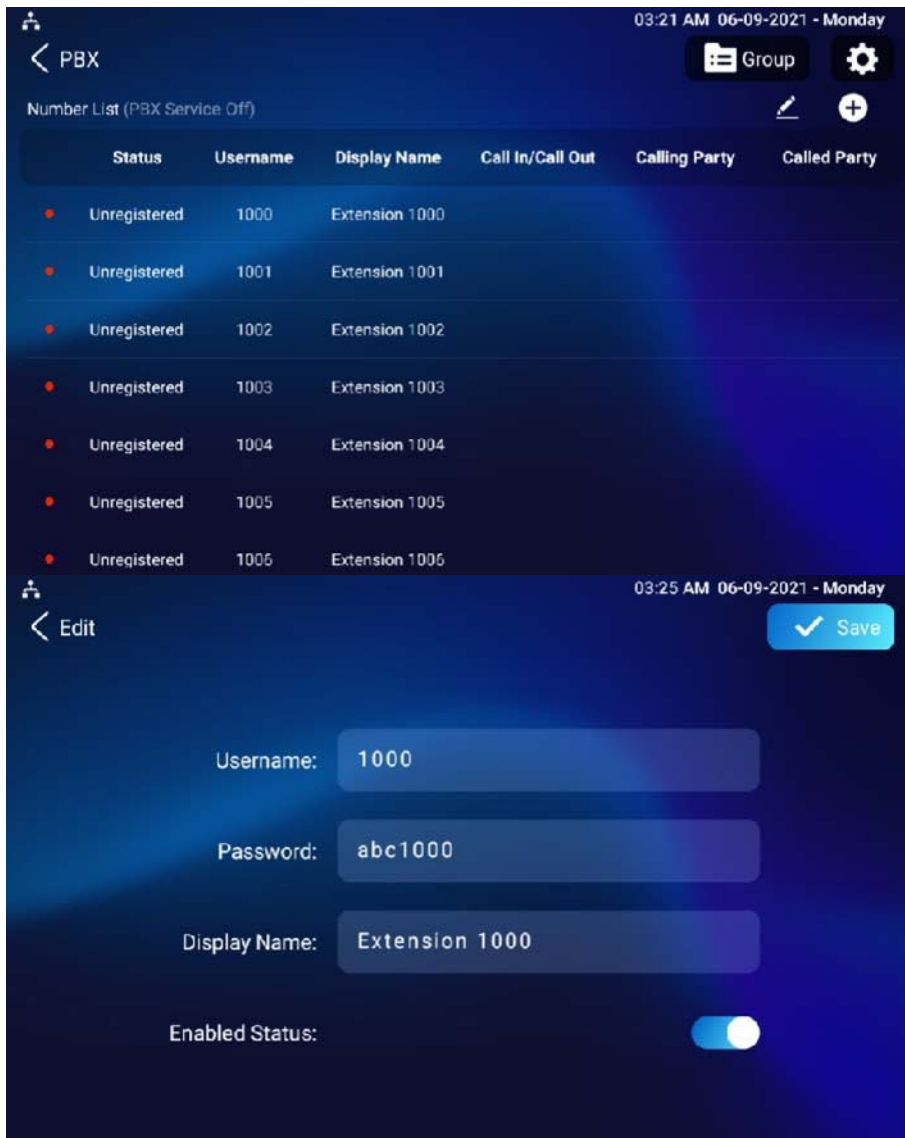 03:21 AM 06-09-2021 - Monday
PBX
Group
Number List (PBX Service Off)
Status Username Display Name Call In/Call Out Calling Party Called Party
Unregistered 1000 Extension 1000
Unregistered 1001 Extension 1001
Unregistered 1002 Extension 1002
Unregistered 1003 Extension 1003
Unregistered 1004 Extension 1004
Unregistered 1005 Extension 1005
Unregistered 1006 Extension 1006
03:25 AM 06-09-2021 - Monday
Edit
Save
Username: 1000
Password: abc1000
Display Name: Extension 1000
Enabled Status: